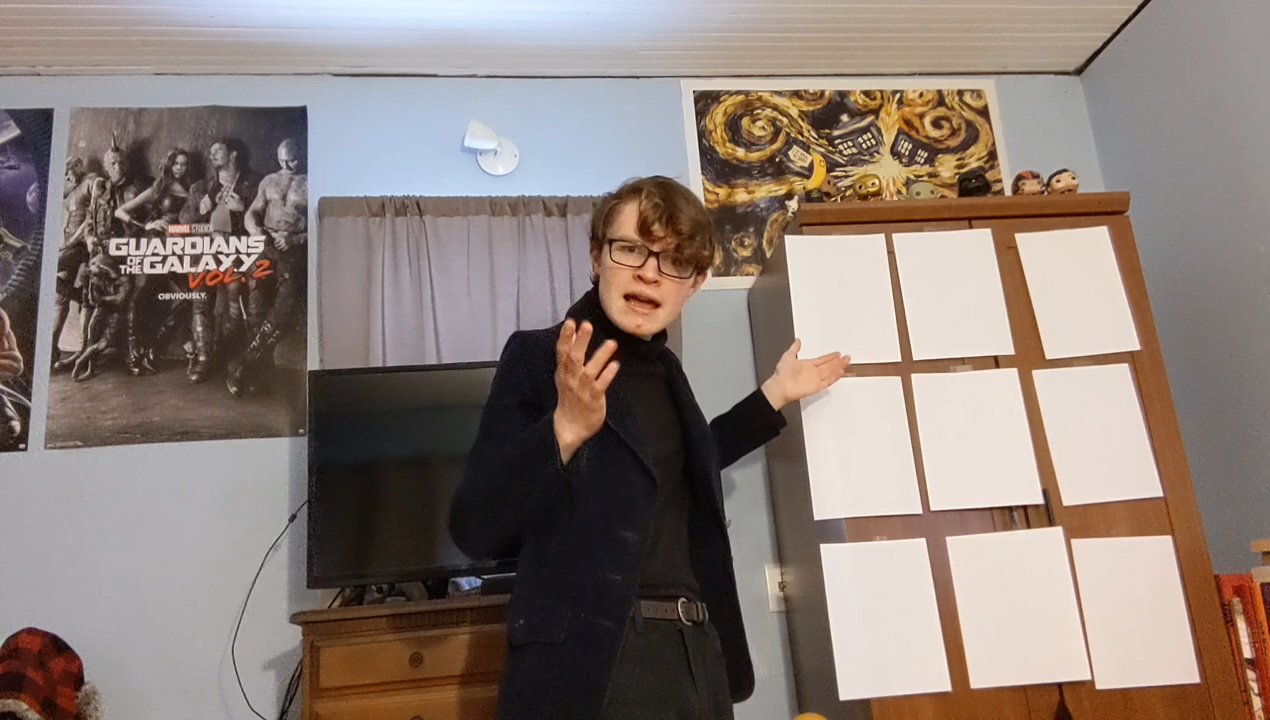 MARVEL STUDIOS
GUARDIANS
OF THE GALAXY
VOL. 2
OBVIOUSLY.